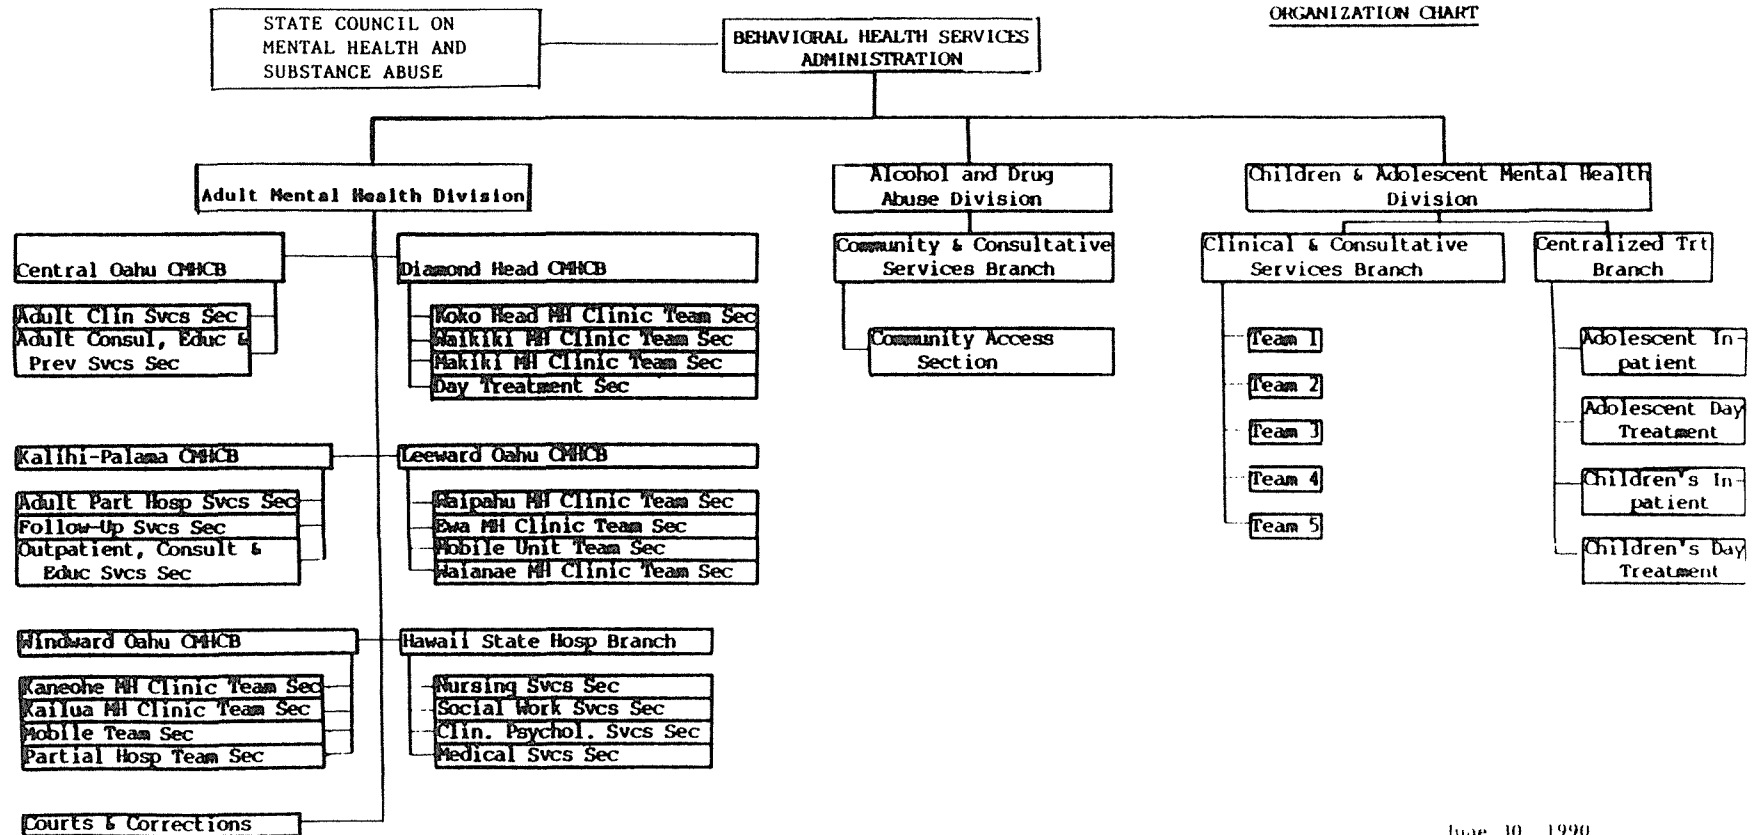 ORGANIZATION CHART
STATE COUNCIL ON
MENTAL HEALTH AND
SUBSTANCE ABUSE
BEHAVIORAL HEALTH SERVICES
ADMINISTRATION
Adult Mental Health Division
Alcohol and Drug
Abuse Division
Children & Adolescent Mental Health
Division
Central Oahu CMHCB
Adult Clin Svcs Sec
Adult Consul, Educ &
Prev Svcs Sec
Diamond Head CMHCB
Koko Head MH Clinic Team Sec
Waikiki MH Clinic Team Sec
Makiki MH Clinic Team Sec
Day Treatment Sec
Kalihi-Palama CMHCB
Adult Part Hosp Svcs Sec
Follow-Up Svcs Sec
Outpatient, Consult &
Educ Svcs Sec
Leeward Oahu CMHCB
Waipahu MH Clinic Team Sec
Ewa MH Clinic Team Sec
Mobile Unit Team Sec
Waianae MH Clinic Team Sec
Windward Oahu CMHCB
Kaneohe MH Clinic Team Sec
Kailua MH Clinic Team Sec
Mobile Team Sec
Partial Hosp Team Sec
Hawaii State Hosp Branch
Nursing Svcs Sec
Social Work Svcs Sec
Clin. Psychol. Svcs Sec
Medical Svcs Sec
Courts & Corrections
Community & Consultative
Services Branch
Community Access
Section
Clinical & Consultative
Services Branch
Team 1
Team 2
Team 3
Team 4
Team 5
Centralized Trt
Branch
Adolescent In-
patient
Adolescent Day
Treatment
Children's In-
patient
Children's Day
Treatment
June 30, 1990